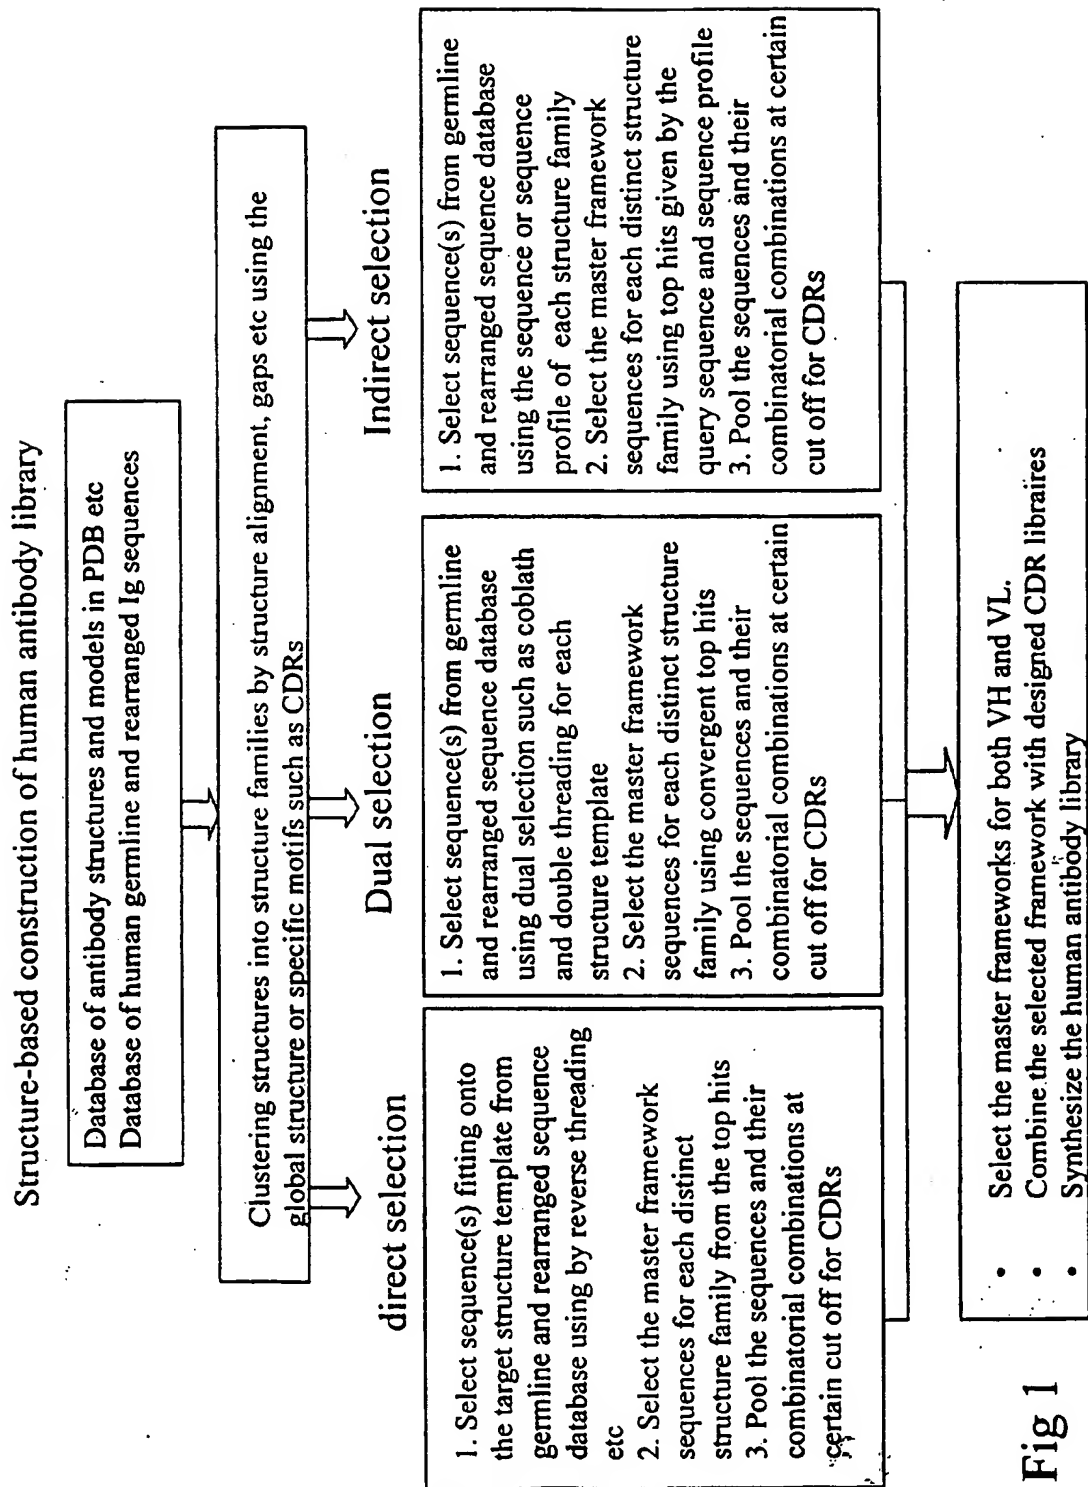 Structure-based construction of human antibody library
Database of antibody structures and models in PDB etc
Database of human germline and rearranged Ig sequences
Clustering structures into structure families by structure alignment, gaps etc using the
global structure or specific motifs such as CDRs
direct selection
1. Select sequence(s) fitting onto
the target structure template from
germline and rearranged sequence
database using by reverse threading
etc
2. Select the master framework
sequences for each distinct
structure family from the top hits
3. Pool the sequences and their
combinatorial combinations at
certain cut off for CDRs
Dual selection
1. Select sequence(s) from germline
and rearranged sequence database
using dual selection such as coblath
and double threading for each
structure template
2. Select the master framework
sequences for each distinct structure
family using convergent top hits
3. Pool the sequences and their
combinatorial combinations at certain
cut off for CDRs
Indirect selection
1. Select sequence(s) from germline
and rearranged sequence database
using the sequence or sequence
profile of each structure family
2. Select the master framework
sequences for each distinct structure
family using top hits given by the
query sequence and sequence profile
3. Pool the sequences and their
combinatorial combinations at certain
cut off for CDRs
• Select the master frameworks for both VH and VL.
• Combine the selected framework with designed CDR libraires
• Synthesize the human antibody library
Fig 1